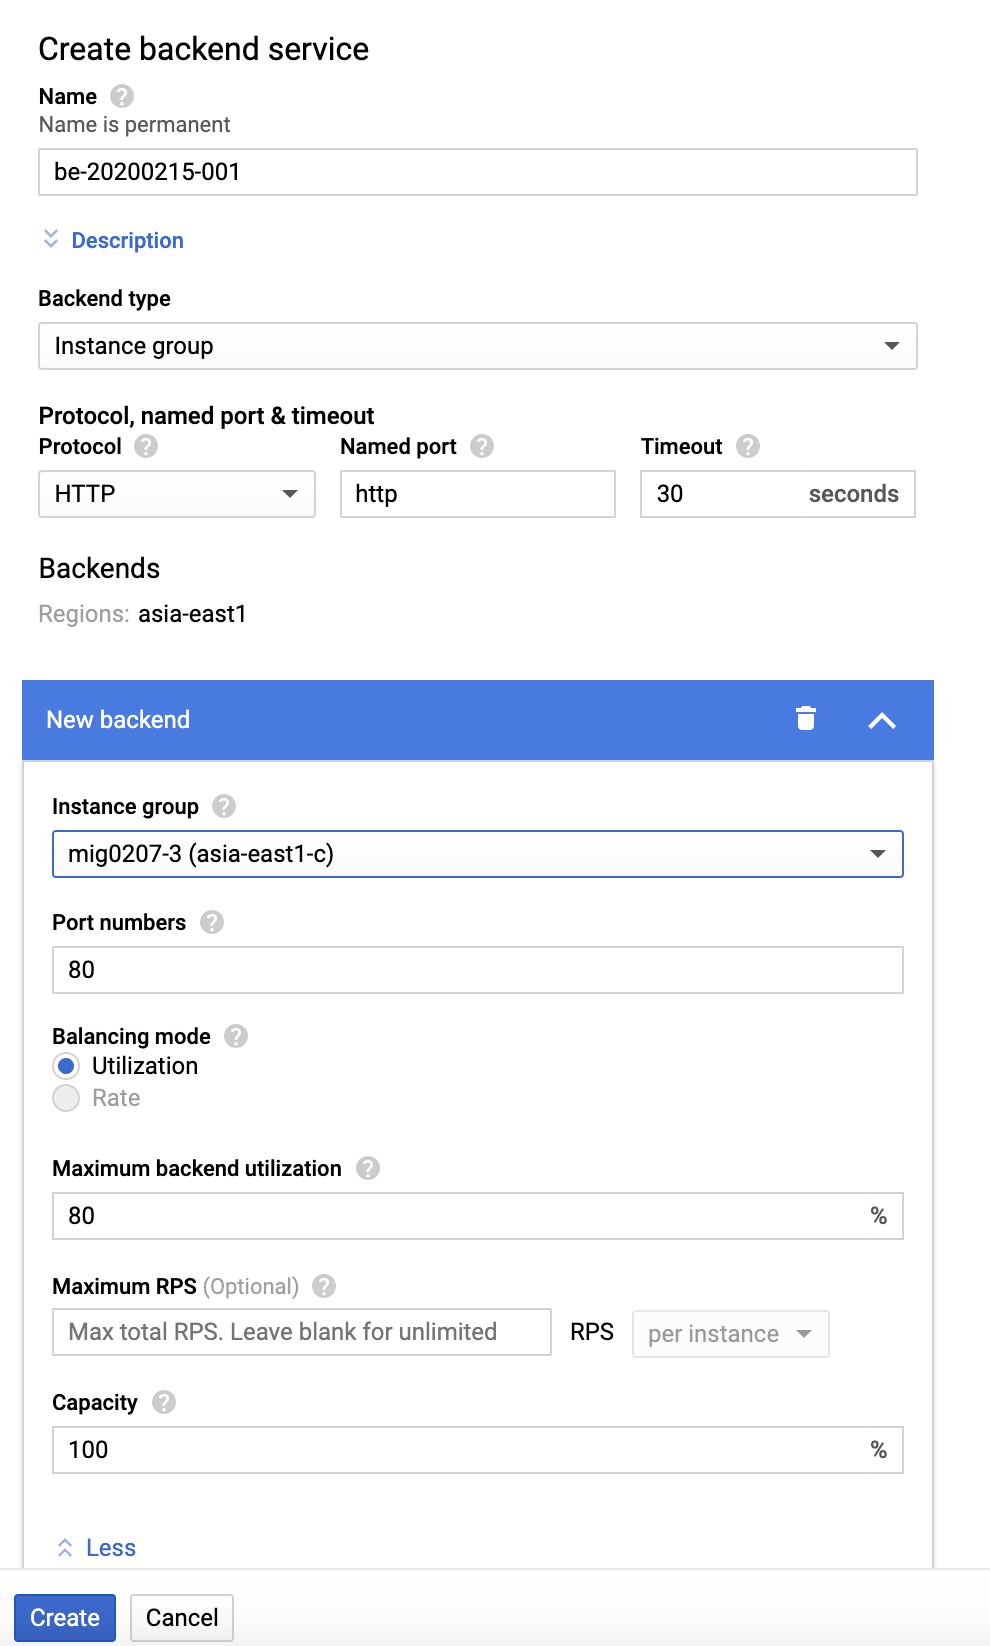 Create backend service
Name ?
Name is permanent
be-20200215-001
Description
Backend type
Instance group
Protocol, named port & timeout
Protocol ? Named port ? Timeout ?
HTTP http 30 seconds
Backends
Regions: asia-east1
New backend
Instance group ?
mig0207-3 (asia-east1-c)
Port numbers ?
80
Balancing mode ?
Utilization
Rate
Maximum backend utilization ?
80 %
Maximum RPS (Optional) ?
Max total RPS. Leave blank for unlimited RPS per instance
Capacity ?
100 %
Less
Create Cancel